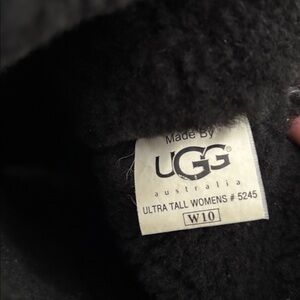 Made By
UGG®
australia
ULTRA TALL WOMENS # 5245
W10